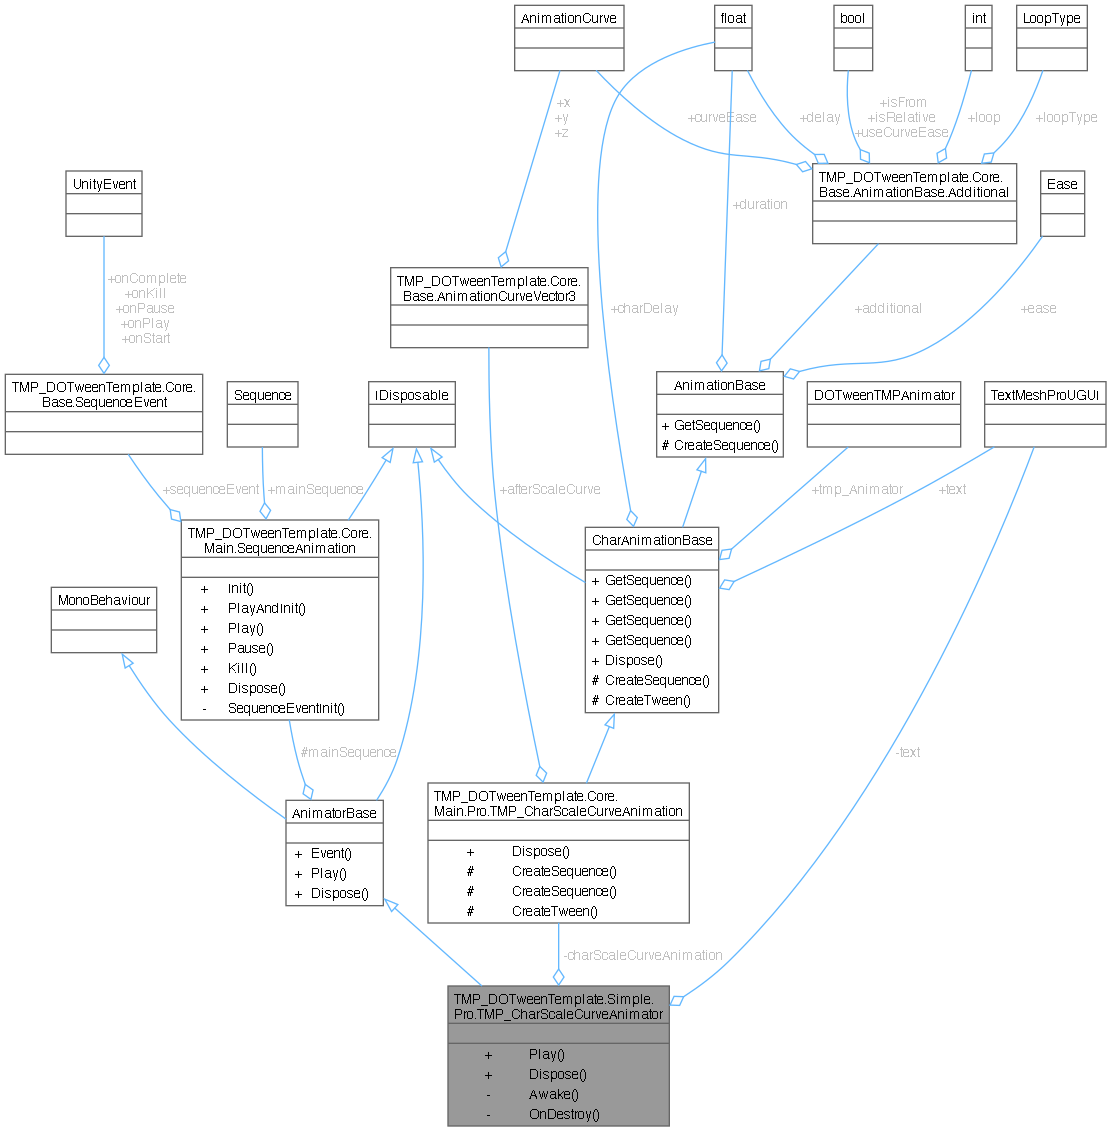 AnimationCurve
float
bool
int
LoopType
+x
+y
+z
+curveEase
+delay
+isFrom
+isRelative
+useCurveEase
+loop
+loopType
UnityEvent
TMP_DOTweenTemplate.Core.
Base.AnimationBase.Additional
Ease
+duration
+onComplete
+onKill
+onPause
+onPlay
+onStart
TMP_DOTweenTemplate.Core.
Base.AnimationCurveVector3
+charDelay
+additional
+ease
TMP_DOTweenTemplate.Core.
Base.SequenceEvent
Sequence
IDisposable
AnimationBase
+ GetSequence()
# CreateSequence()
DOTweenTMPAnimator
TextMeshProUGUI
+sequenceEvent
+mainSequence
+afterScaleCurve
+tmp_Animator
+text
TMP_DOTweenTemplate.Core.
Main.SequenceAnimation
+ Init()
+ PlayAndInit()
+ Play()
+ Pause()
+ Kill()
+ Dispose()
- SequenceEventInit()
CharAnimationBase
+ GetSequence()
+ GetSequence()
+ GetSequence()
+ GetSequence()
+ Dispose()
# CreateSequence()
# CreateTween()
MonoBehaviour
#mainSequence
-text
AnimatorBase
+ Event()
+ Play()
+ Dispose()
TMP_DOTweenTemplate.Core.
Main.Pro.TMP_CharScaleCurveAnimation
+ Dispose()
# CreateSequence()
# CreateSequence()
# CreateTween()
-charScaleCurveAnimation
TMP_DOTweenTemplate.Simple.
Pro.TMP_CharScaleCurveAnimator
+ Play()
+ Dispose()
- Awake()
- OnDestroy()